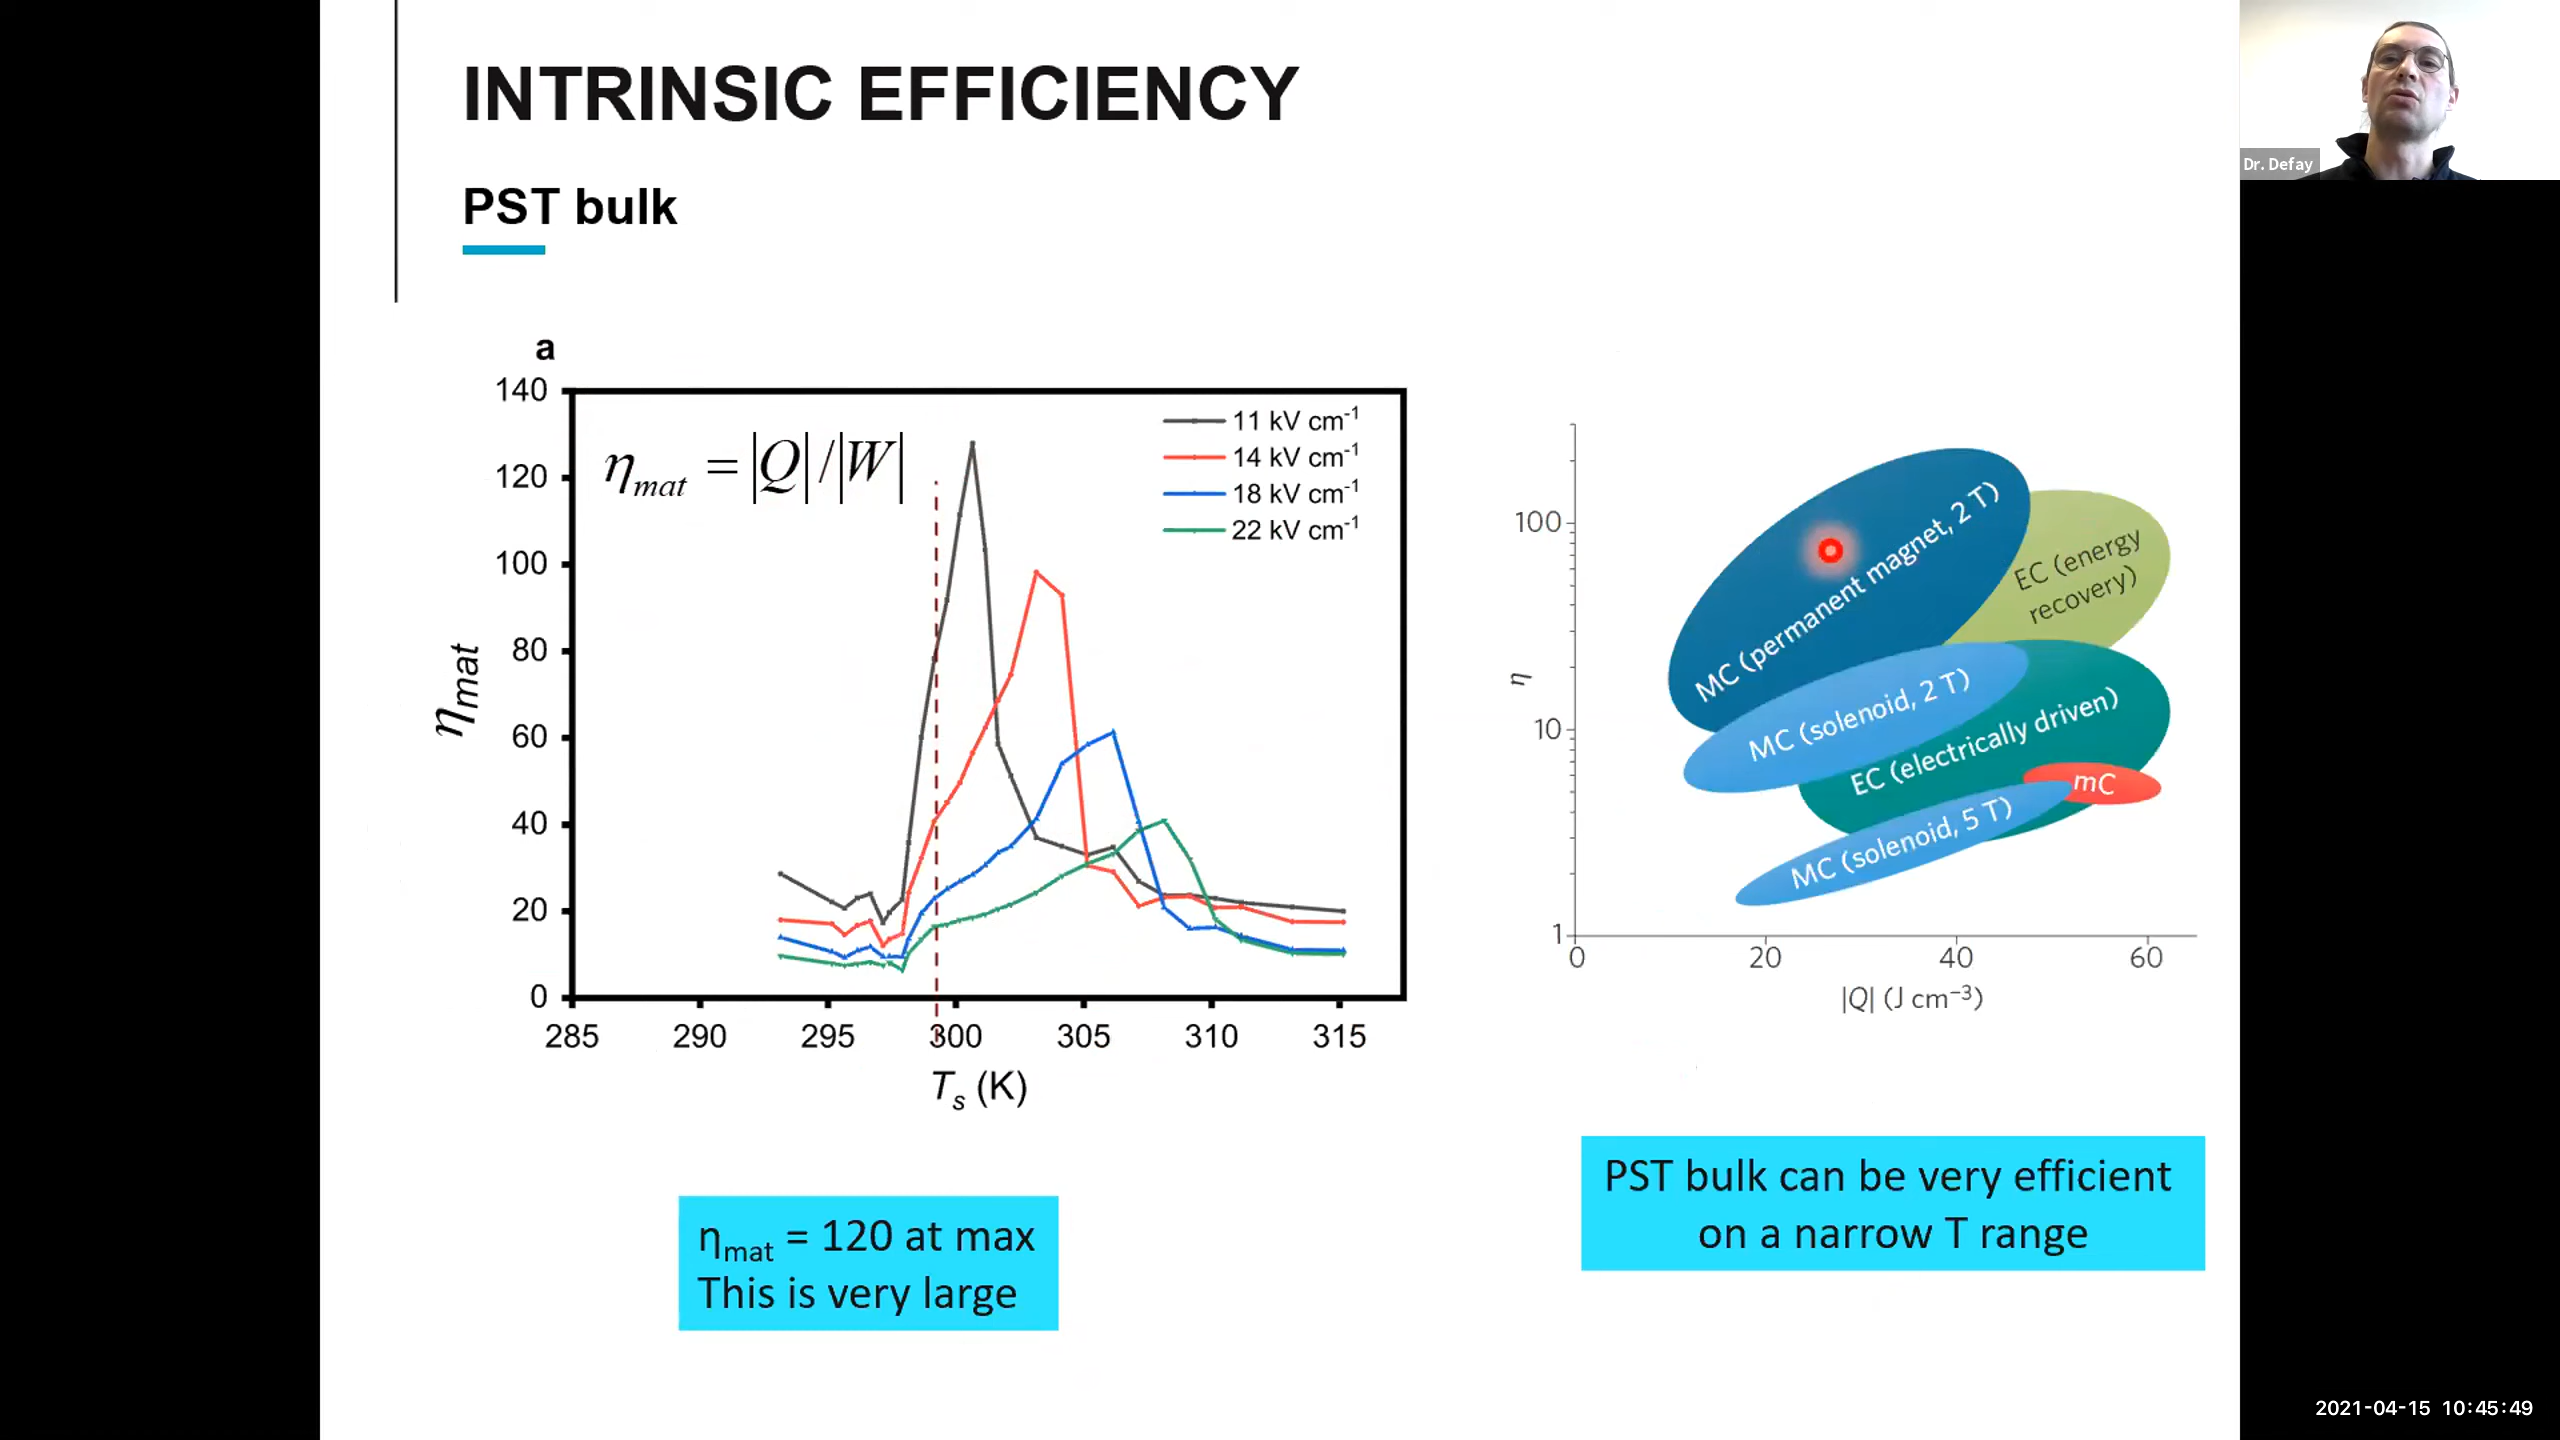 INTRINSIC EFFICIENCY
PST bulk
Dr. Defay
a
140
120
100
80
60
40
20
0
285 290 295 300 305 310 315
η_mat
T_s (K)
η_mat = |Q|/|W|
11 kV cm⁻¹
14 kV cm⁻¹
18 kV cm⁻¹
22 kV cm⁻¹
η_mat = 120 at max
This is very large
100
10
1
η
0 20 40 60
|Q| (J cm⁻³)
MC (permanent magnet, 2 T)
EC (energy
recovery)
MC (solenoid, 2 T)
EC (electrically driven)
mC
MC (solenoid, 5 T)
PST bulk can be very efficient
on a narrow T range
2021-04-15 10:45:49